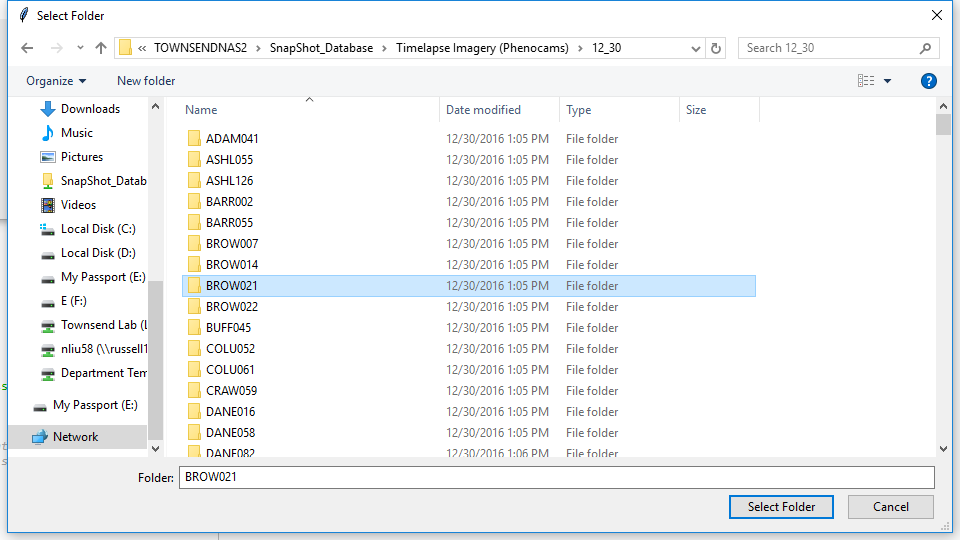 Select Folder
« TOWNSENDNAS2 > SnapShot_Database > Timelapse Imagery (Phenocams) > 12_30
Search 12_30
Organize
New folder
Downloads
Music
Pictures
SnapShot_Datab
Videos
Local Disk (C:)
Local Disk (D:)
My Passport (E:)
E (F:)
Townsend Lab (L
nliu58 (\\russell1
Department Tem
My Passport (E:)
Network
Name Date modified Type Size
ADAM041 12/30/2016 1:05 PM File folder
ASHL055 12/30/2016 1:05 PM File folder
ASHL126 12/30/2016 1:05 PM File folder
BARR002 12/30/2016 1:05 PM File folder
BARR055 12/30/2016 1:05 PM File folder
BROW007 12/30/2016 1:05 PM File folder
BROW014 12/30/2016 1:05 PM File folder
BROW021 12/30/2016 1:05 PM File folder
BROW022 12/30/2016 1:05 PM File folder
BUFF045 12/30/2016 1:05 PM File folder
COLU052 12/30/2016 1:05 PM File folder
COLU061 12/30/2016 1:05 PM File folder
CRAW059 12/30/2016 1:05 PM File folder
DANE016 12/30/2016 1:05 PM File folder
DANE058 12/30/2016 1:05 PM File folder
DANE082 12/30/2016 1:06 PM File folder
Folder: BROW021
Select Folder
Cancel